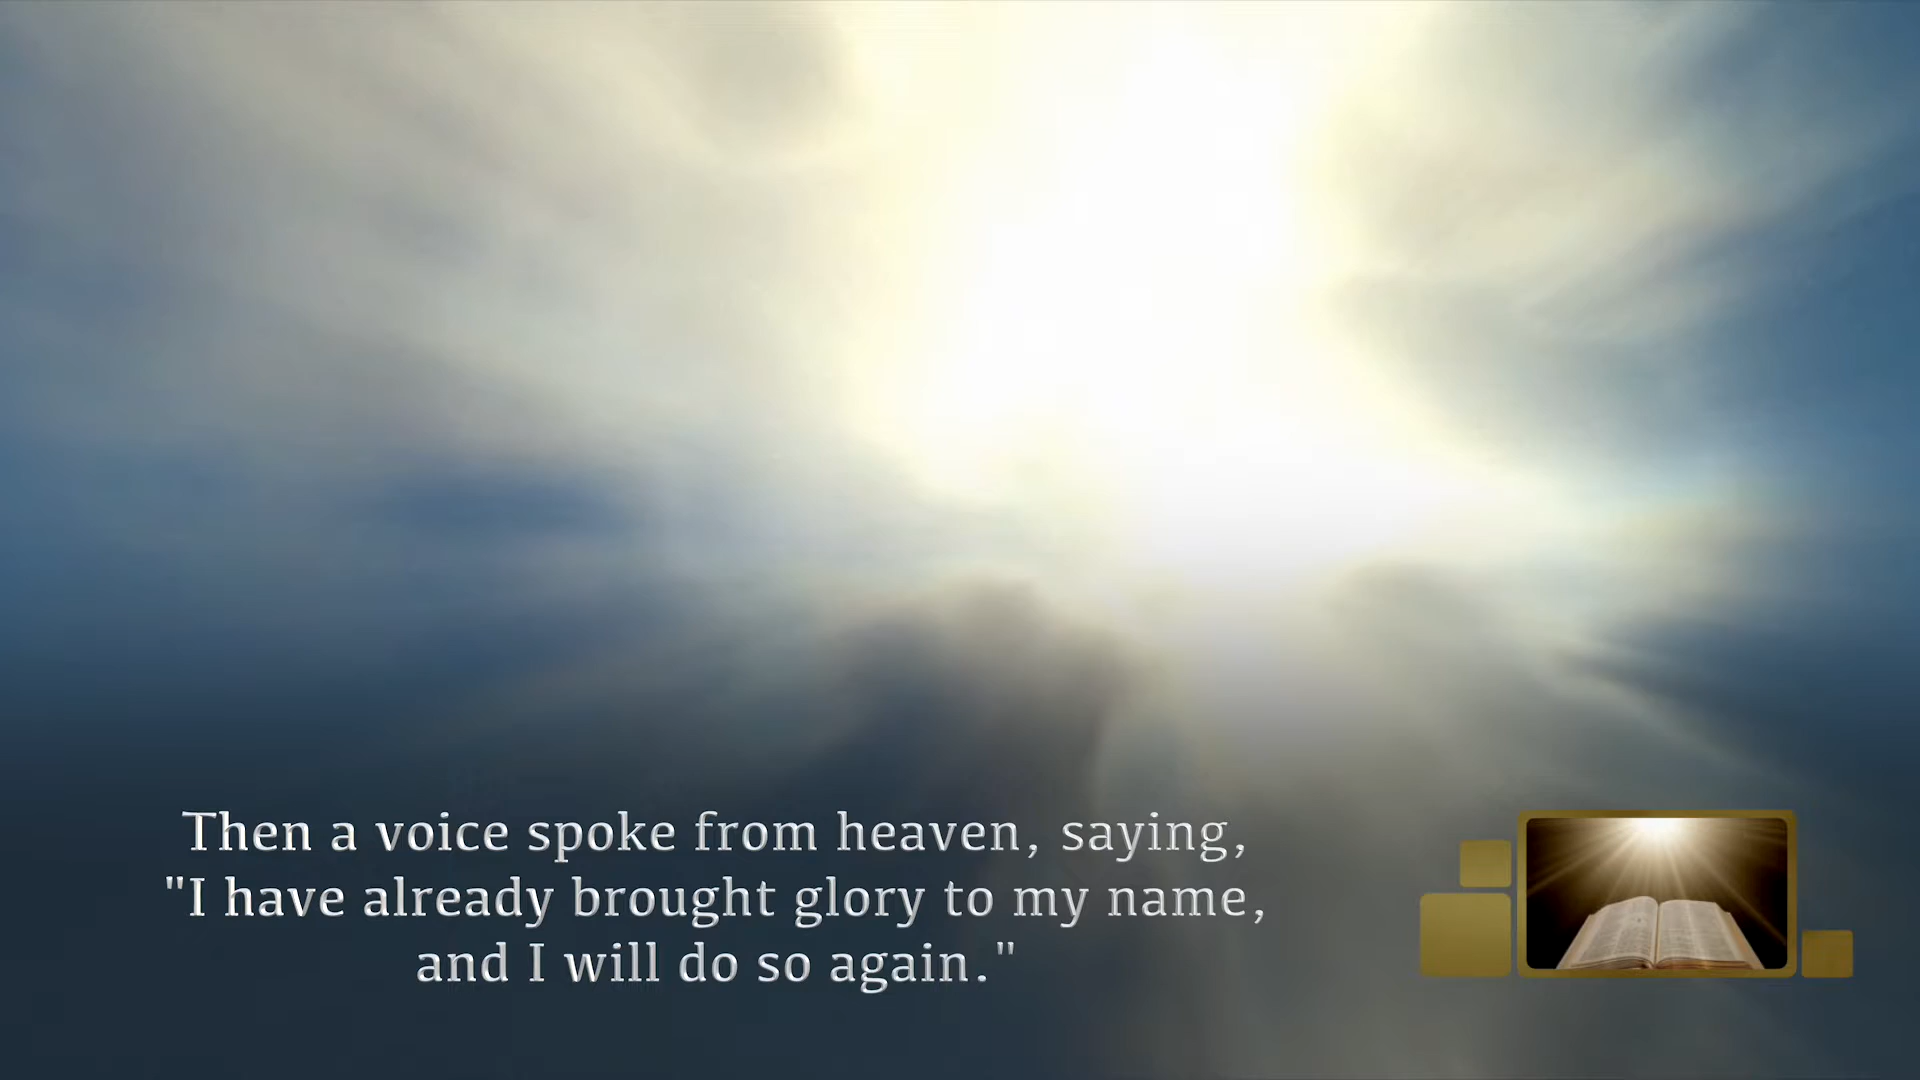 Then a voice spoke from heaven, saying,
"I have already brought glory to my name,
and I will do so again."